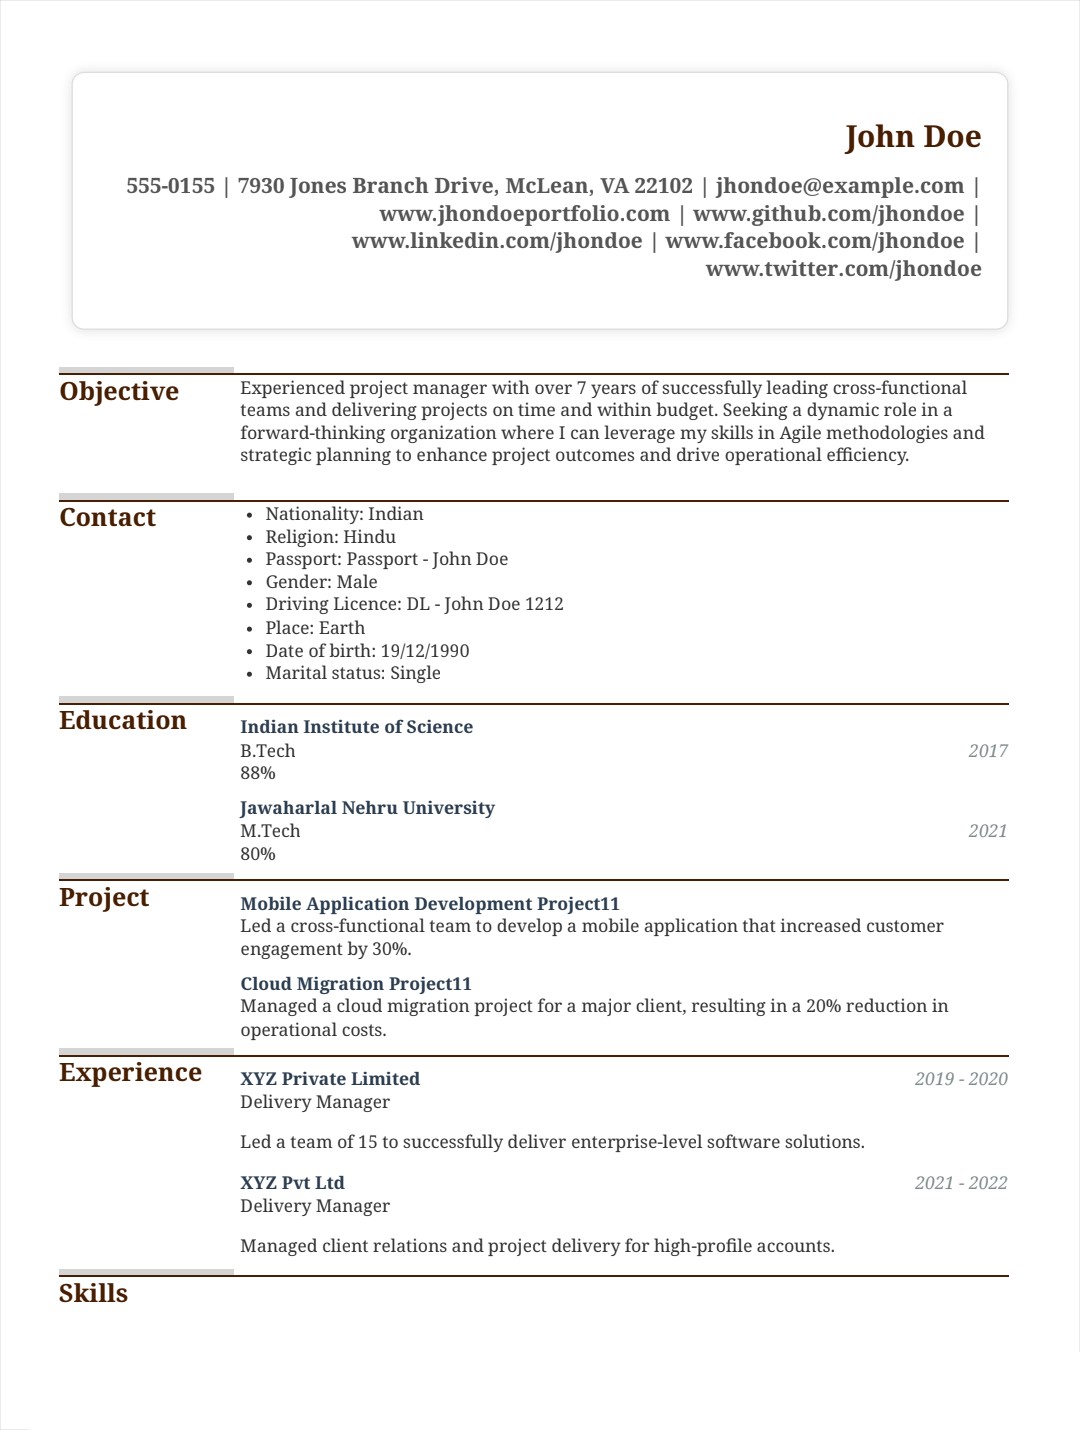 John Doe
555-0155 | 7930 Jones Branch Drive, McLean, VA 22102 | jhondoe@example.com |
www.jhondoeportfolio.com | www.github.com/jhondoe |
www.linkedin.com/jhondoe | www.facebook.com/jhondoe |
www.twitter.com/jhondoe
Objective
Experienced project manager with over 7 years of successfully leading cross-functional
teams and delivering projects on time and within budget. Seeking a dynamic role in a
forward-thinking organization where I can leverage my skills in Agile methodologies and
strategic planning to enhance project outcomes and drive operational efficiency.
Contact
• Nationality: Indian
• Religion: Hindu
• Passport: Passport - John Doe
• Gender: Male
• Driving Licence: DL - John Doe 1212
• Place: Earth
• Date of birth: 19/12/1990
• Marital status: Single
Education
Indian Institute of Science
B.Tech 2017
88%
Jawaharlal Nehru University
M.Tech 2021
80%
Project
Mobile Application Development Project11
Led a cross-functional team to develop a mobile application that increased customer
engagement by 30%.
Cloud Migration Project11
Managed a cloud migration project for a major client, resulting in a 20% reduction in
operational costs.
Experience
XYZ Private Limited 2019 - 2020
Delivery Manager
Led a team of 15 to successfully deliver enterprise-level software solutions.
XYZ Pvt Ltd 2021 - 2022
Delivery Manager
Managed client relations and project delivery for high-profile accounts.
Skills